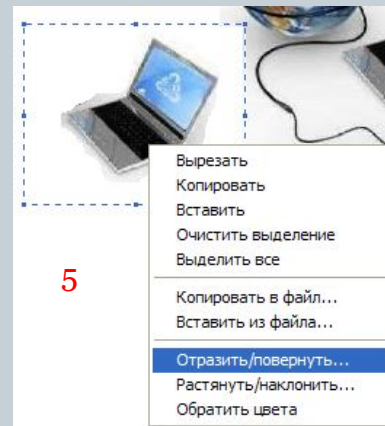 Вырезать
Копировать
Вставить
Очистить выделение
Выделить все
5
Копировать в файл...
Вставить из файла...
Отразить/повернуть...
Растянуть/наклонить...
Обратить цвета